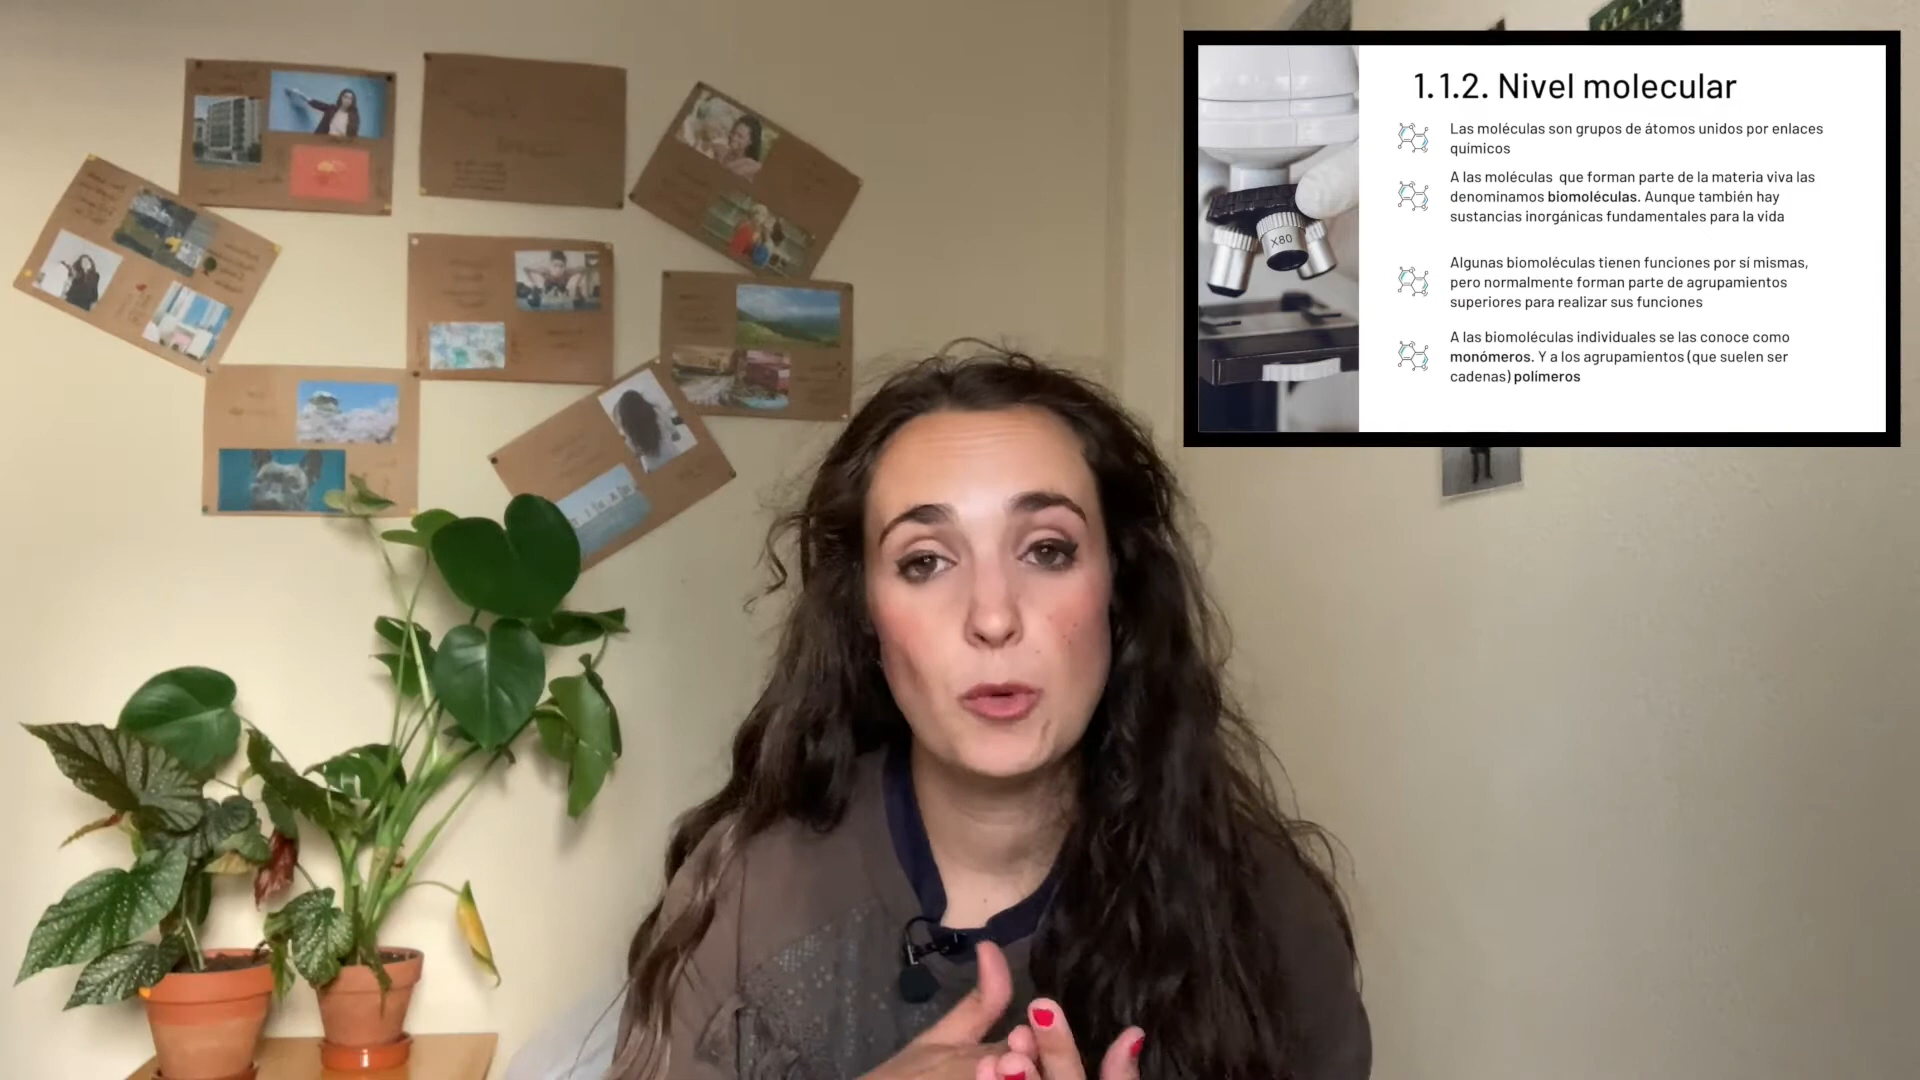 1.1.2. Nivel molecular
Las moléculas son grupos de átomos unidos por enlaces
químicos
A las moléculas que forman parte de la materia viva las
denominamos biomoléculas. Aunque también hay
sustancias inorgánicas fundamentales para la vida
Algunas biomoléculas tienen funciones por sí mismas,
pero normalmente forman parte de agrupamientos
superiores para realizar sus funciones
A las biomoléculas individuales se las conoce como
monómeros. Y a los agrupamientos (que suelen ser
cadenas) polímeros
X80